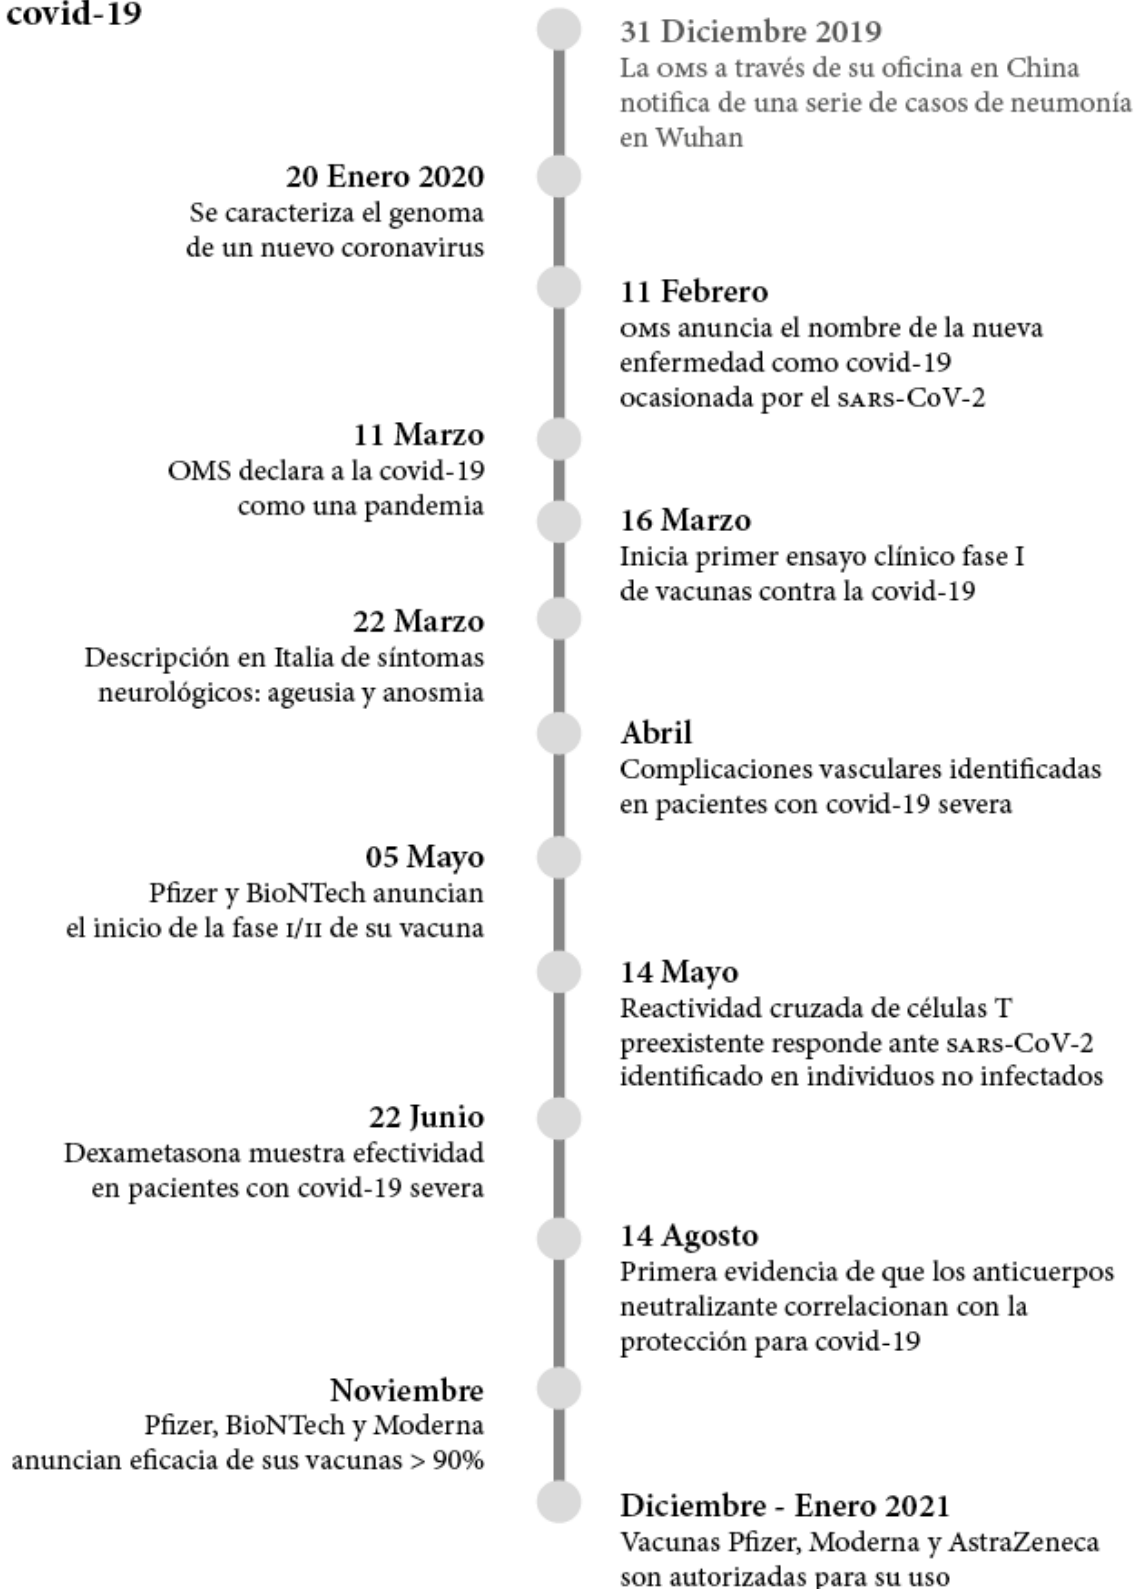 covid-19
31 Diciembre 2019
La OMS a través de su oficina en China
notifica de una serie de casos de neumonía
en Wuhan
20 Enero 2020
Se caracteriza el genoma
de un nuevo coronavirus
11 Febrero
OMS anuncia el nombre de la nueva
enfermedad como covid-19
ocasionada por el SARS-CoV-2
11 Marzo
OMS declara a la covid-19
como una pandemia
16 Marzo
Inicia primer ensayo clínico fase I
de vacunas contra la covid-19
22 Marzo
Descripción en Italia de síntomas
neurológicos: ageusia y anosmia
Abril
Complicaciones vasculares identificadas
en pacientes con covid-19 severa
05 Mayo
Pfizer y BioNTech anuncian
el inicio de la fase I/II de su vacuna
14 Mayo
Reactividad cruzada de células T
preexistente responde ante SARS-CoV-2
identificado en individuos no infectados
22 Junio
Dexametasona muestra efectividad
en pacientes con covid-19 severa
14 Agosto
Primera evidencia de que los anticuerpos
neutralizante correlacionan con la
protección para covid-19
Noviembre
Pfizer, BioNTech y Moderna
anuncian eficacia de sus vacunas > 90%
Diciembre - Enero 2021
Vacunas Pfizer, Moderna y AstraZeneca
son autorizadas para su uso